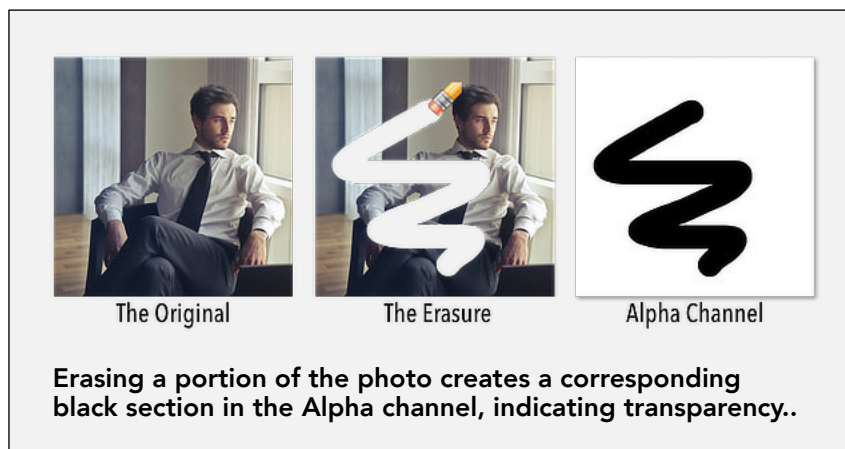 The Original
The Erasure
Alpha Channel
Erasing a portion of the photo creates a corresponding
black section in the Alpha channel, indicating transparency..